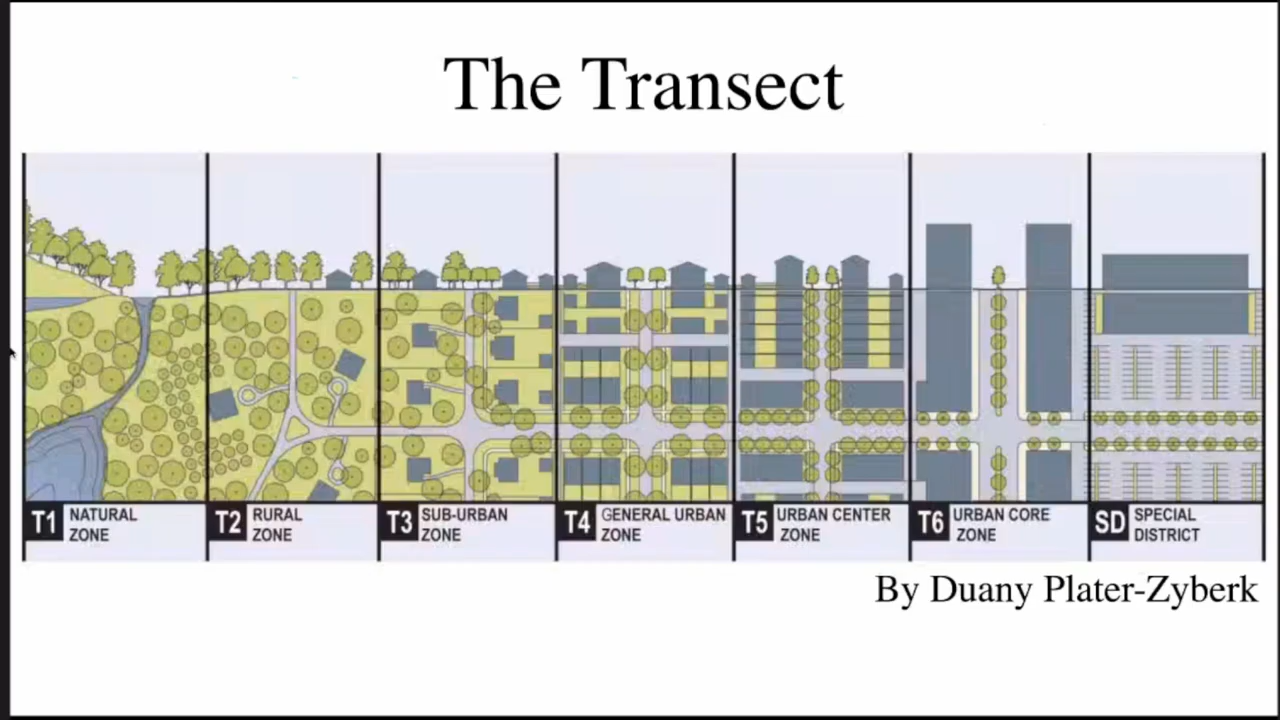 The Transect
T1 NATURAL ZONE
T2 RURAL ZONE
T3 SUB-URBAN ZONE
T4 GENERAL URBAN ZONE
T5 URBAN CENTER ZONE
T6 URBAN CORE ZONE
SD SPECIAL DISTRICT
By Duany Plater-Zyberk